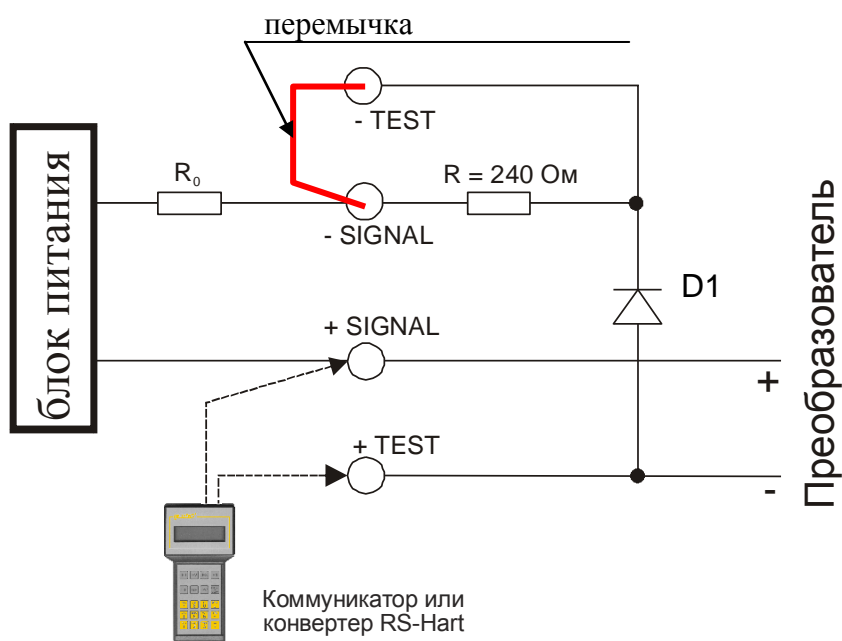 перемычка
- TEST
R₀
R = 240 Ом
- SIGNAL
блок питания
D1
+ SIGNAL
+
+ TEST
-
Преобразователь
Коммуникатор или
конвертер RS-Hart